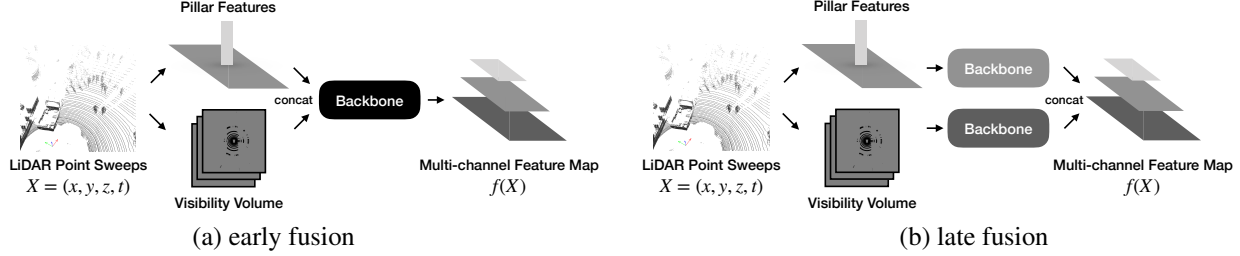 Pillar Features
concat
Backbone
LiDAR Point Sweeps
X = (x, y, z, t)
Visibility Volume
Multi-channel Feature Map
f(X)
(a) early fusion
Pillar Features
Backbone
Backbone
concat
LiDAR Point Sweeps
X = (x, y, z, t)
Visibility Volume
Multi-channel Feature Map
f(X)
(b) late fusion